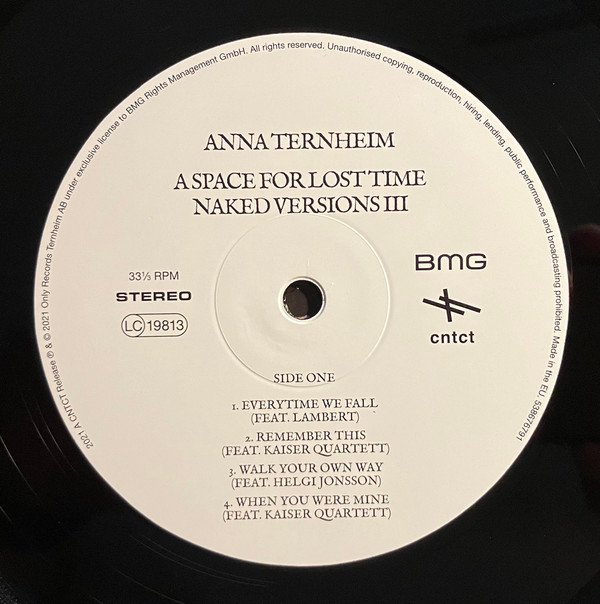 2021 A CNTCT Release ℗ & © 2021 Only Records Ternheim AB under exclusive license to BMG Rights Management GmbH. All rights reserved. Unauthorised copying, reproduction, hiring, lending, public performance and broadcasting prohibited. Made in the EU. 538676791
ANNA TERNHEIM
A SPACE FOR LOST TIME
NAKED VERSIONS III
33⅓ RPM
STEREO
LC 19813
BMG
cntct
SIDE ONE
1. EVERYTIME WE FALL
(FEAT. LAMBERT)
2. REMEMBER THIS
(FEAT. KAISER QUARTETT)
3. WALK YOUR OWN WAY
(FEAT. HELGI JONSSON)
4. WHEN YOU WERE MINE
(FEAT. KAISER QUARTETT)